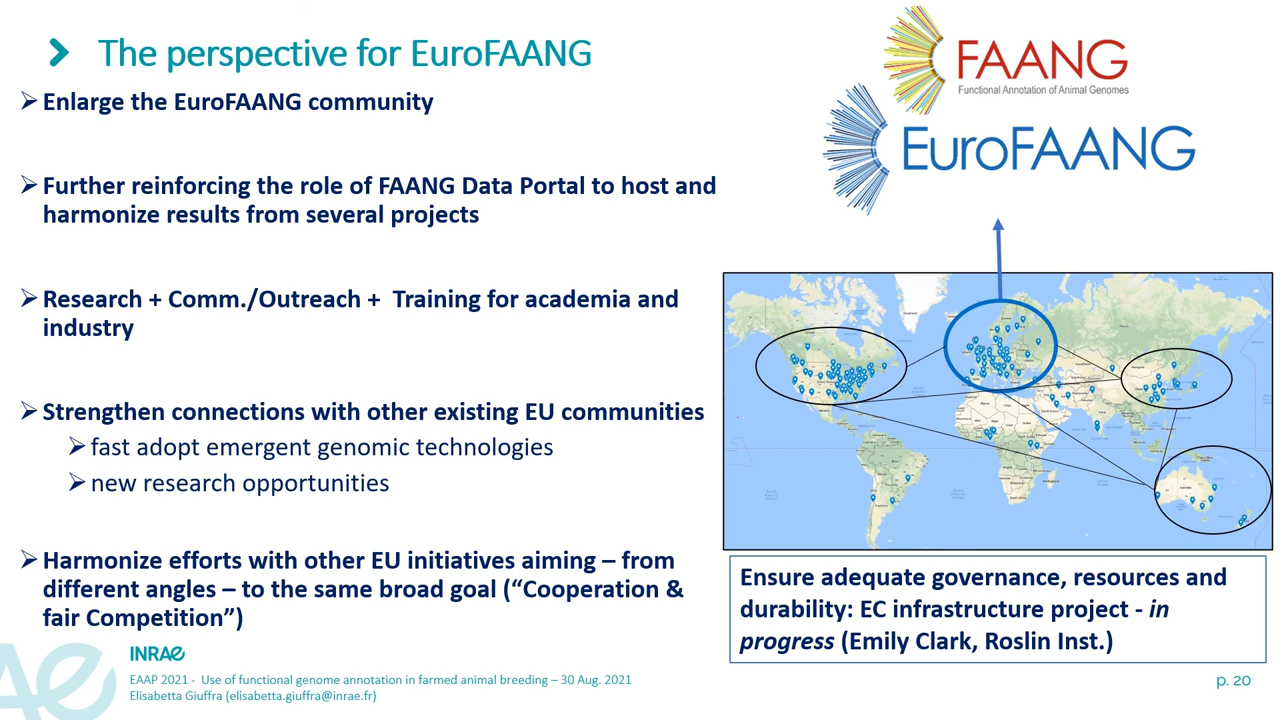 The perspective for EuroFAANG
Enlarge the EuroFAANG community
Further reinforcing the role of FAANG Data Portal to host and
harmonize results from several projects
Research + Comm./Outreach + Training for academia and
industry
Strengthen connections with other existing EU communities
fast adopt emergent genomic technologies
new research opportunities
Harmonize efforts with other EU initiatives aiming – from
different angles – to the same broad goal (“Cooperation &
fair Competition”)
FAANG
Functional Annotation of Animal Genomes
EuroFAANG
Ensure adequate governance, resources and
durability: EC infrastructure project - in
progress (Emily Clark, Roslin Inst.)
INRAE
EAAP 2021 - Use of functional genome annotation in farmed animal breeding – 30 Aug. 2021
Elisabetta Giuffra (elisabetta.giuffra@inrae.fr)
p. 20